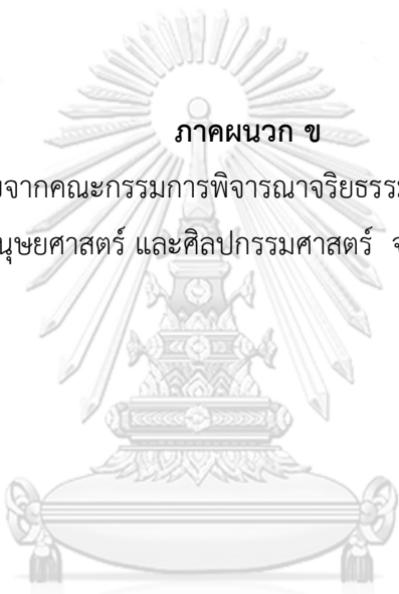 ภาคผนวก ข
จากคณะกรรมการพิจารณาจริยธรรม
นุษยศาสตร์ และศิลปกรรมศาสตร์ จ